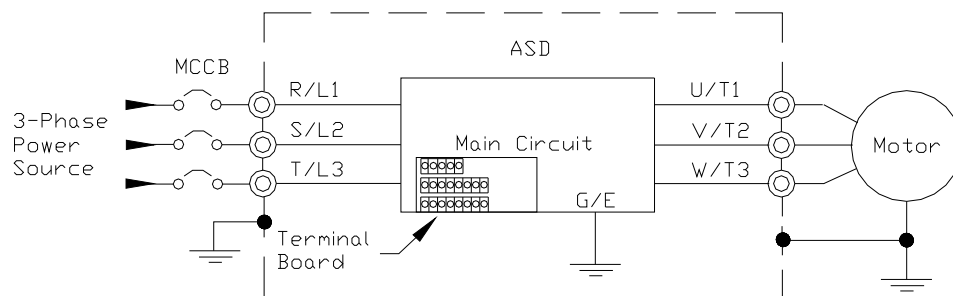 ASD
MCCB
R/L1
U/T1
3-Phase
Power
Source
S/L2
V/T2
Main Circuit
Motor
T/L3
W/T3
G/E
Terminal
Board